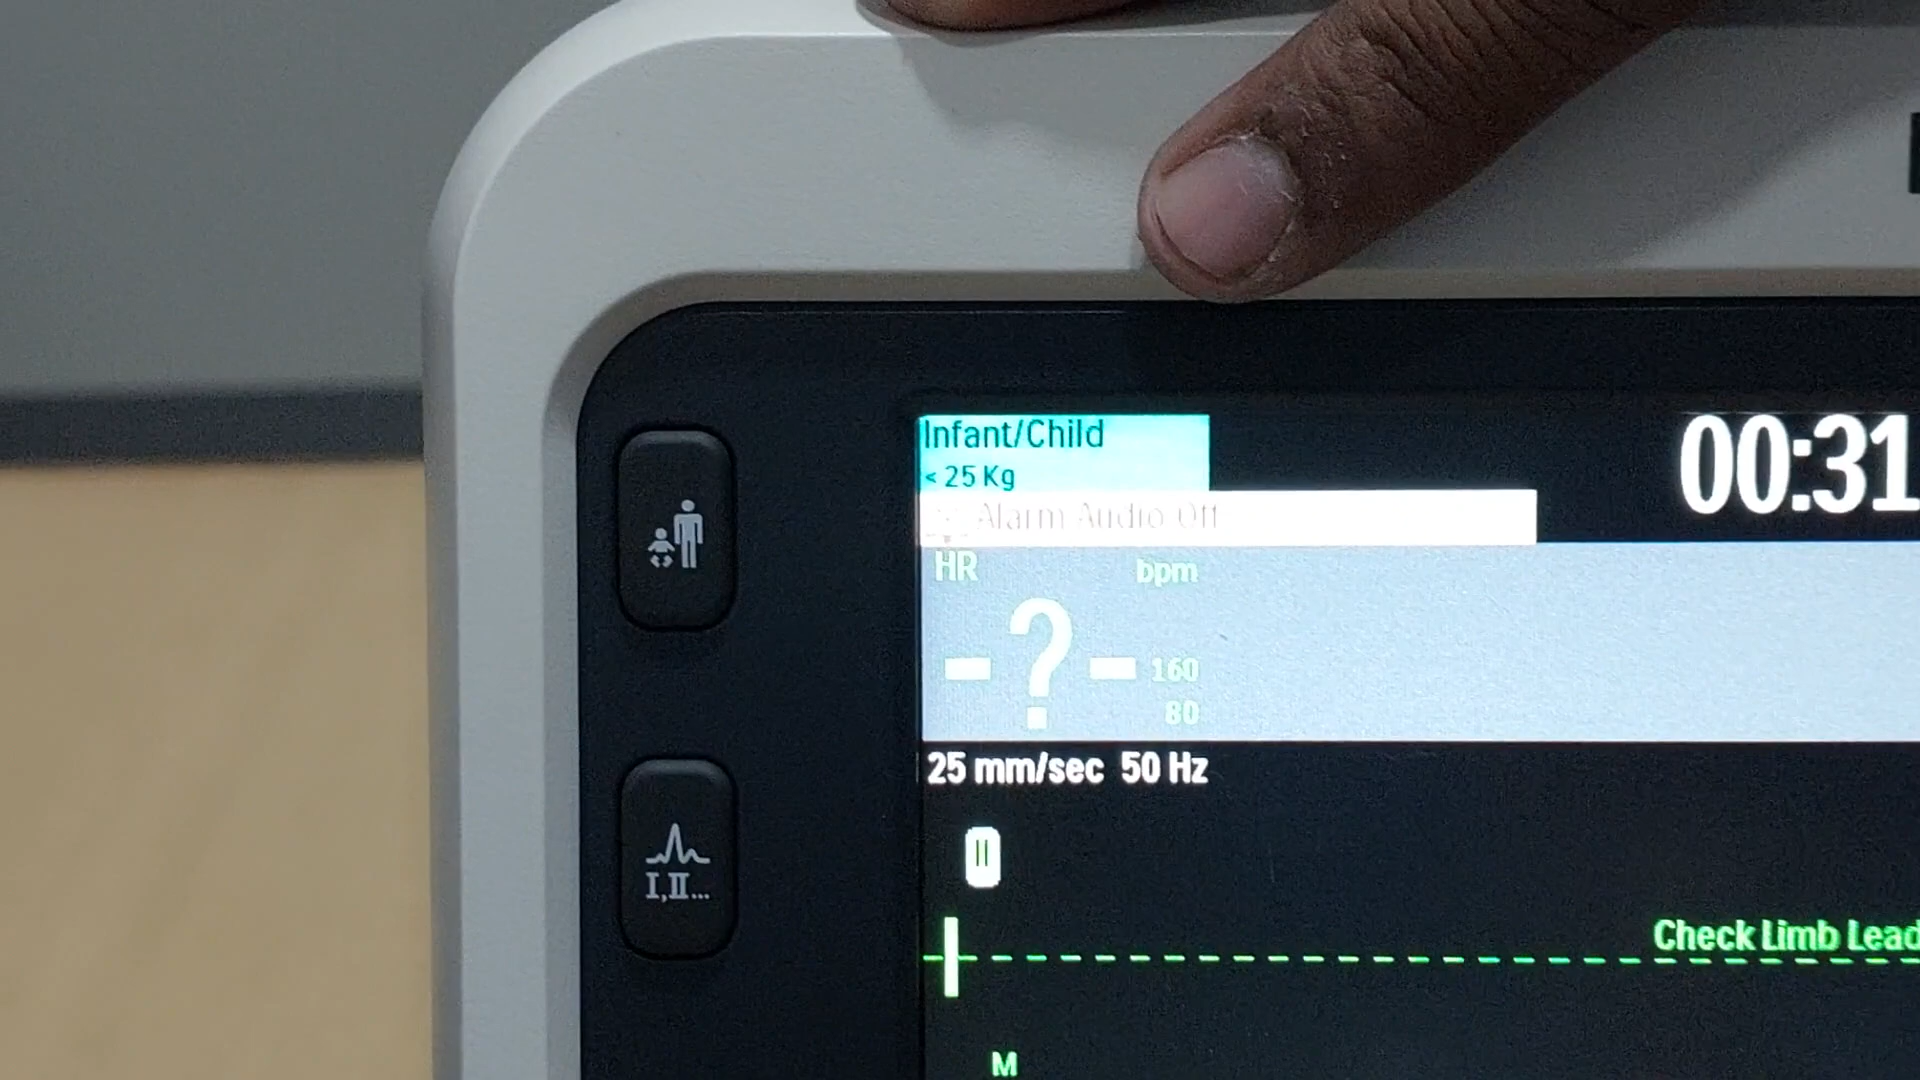 Infant/Child
< 25 Kg
00:31
Alarm Audio Off
HR bpm
-?- 160
80
25 mm/sec 50 Hz
II
I,II...
Check Limb Lead
M